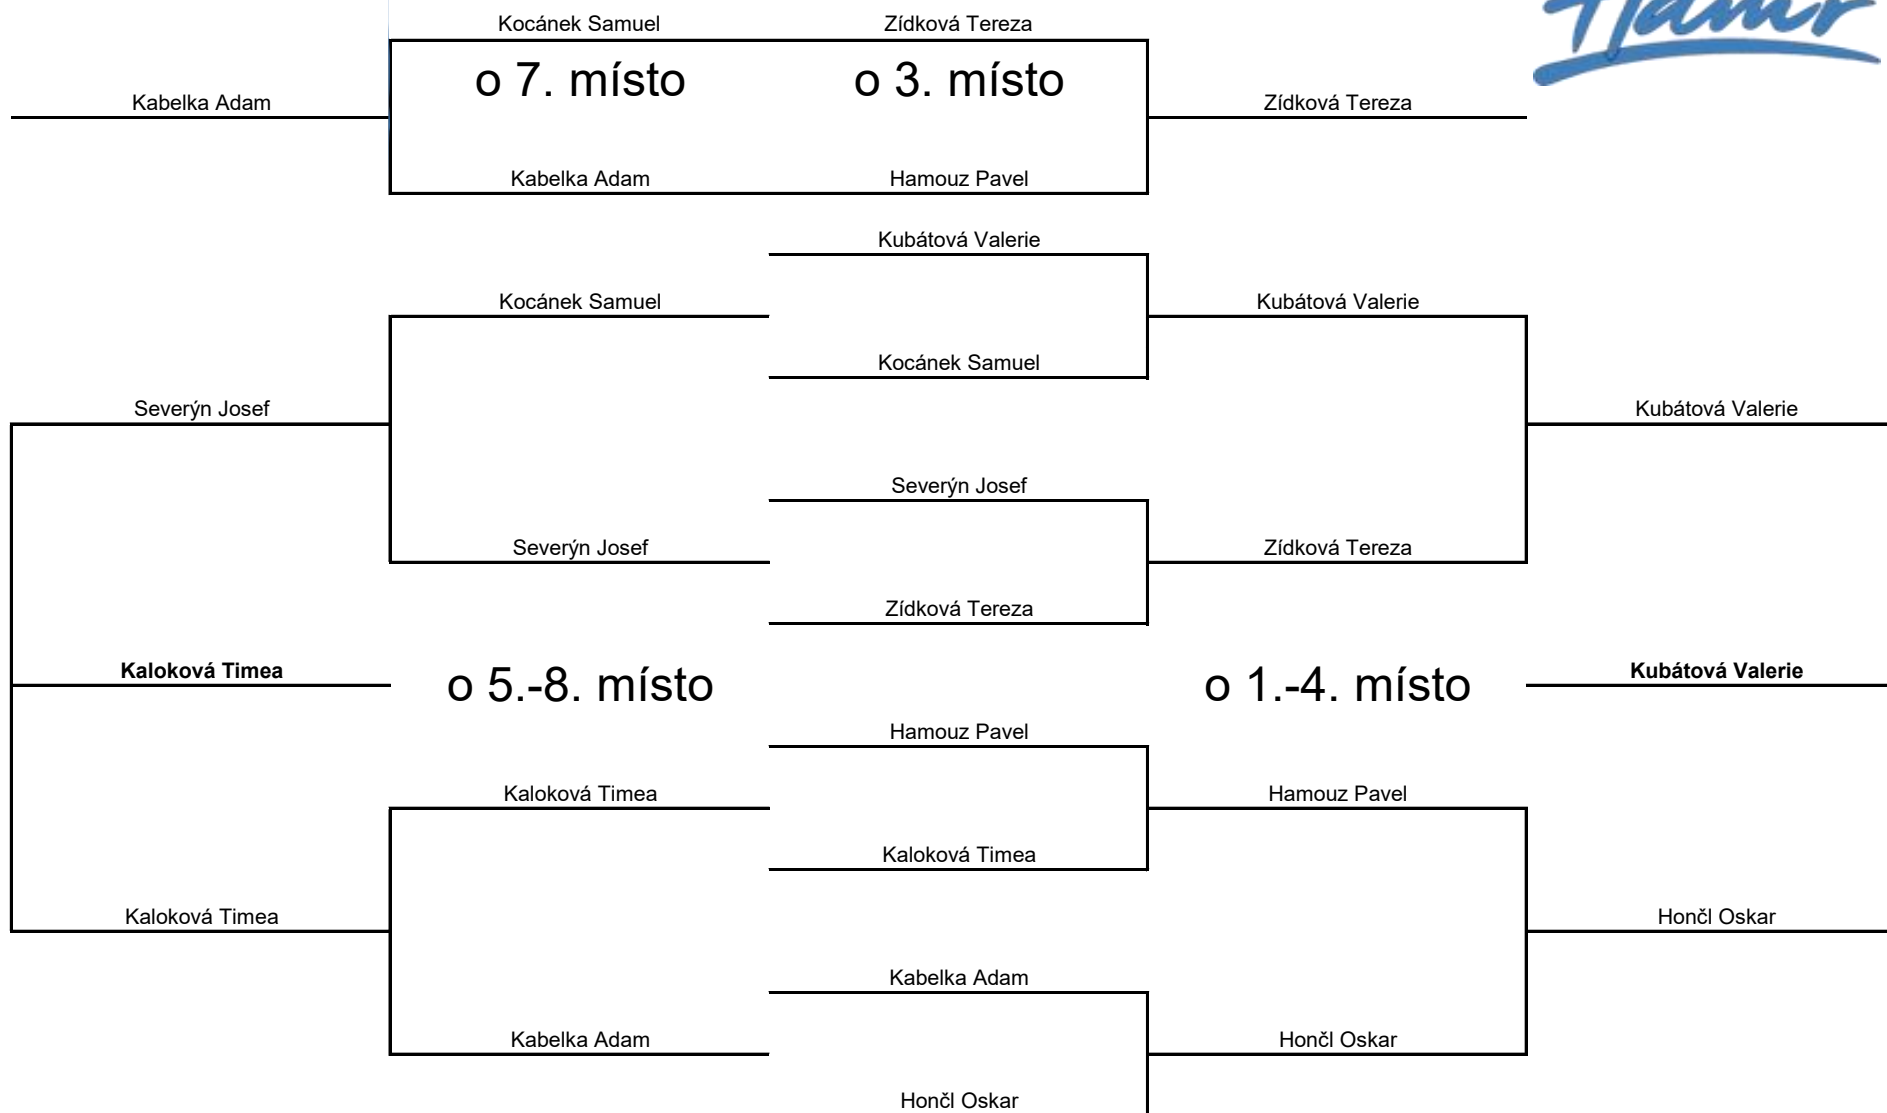 Kocánek Samuel Zídková Tereza
Hamr
o 7. místo o 3. místo
Kabelka Adam Zídková Tereza
Kabelka Adam Hamouz Pavel
Kubátová Valerie
Kocánek Samuel Kubátová Valerie
Kocánek Samuel
Severýn Josef Kubátová Valerie
Severýn Josef
Severýn Josef Zídková Tereza
Zídková Tereza
Kaloková Timea o 5.-8. místo o 1.-4. místo Kubátová Valerie
Hamouz Pavel
Kaloková Timea Hamouz Pavel
Kaloková Timea
Kaloková Timea Hončl Oskar
Kabelka Adam
Kabelka Adam Hončl Oskar
Hončl Oskar